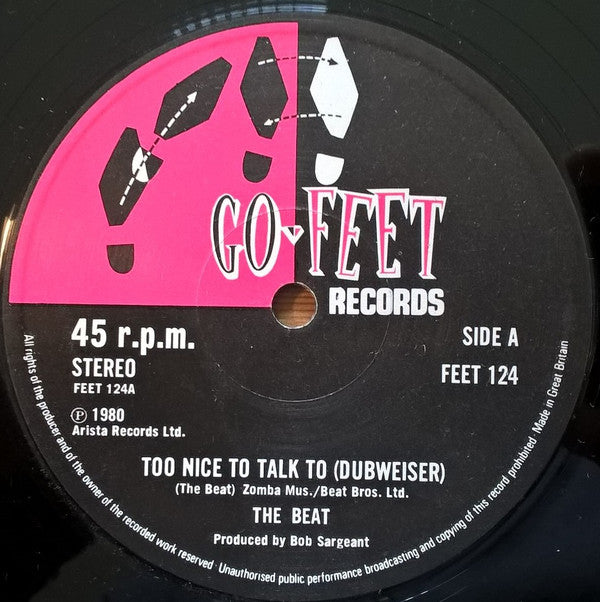 GO-FEET
RECORDS
45 r.p.m.
STEREO
FEET 124A
SIDE A
FEET 124
℗ 1980
Arista Records Ltd.
TOO NICE TO TALK TO (DUBWEISER)
(The Beat) Zomba Mus./Beat Bros. Ltd.
THE BEAT
Produced by Bob Sargeant
All rights of the producer and of the owner of the recorded work reserved · Unauthorised public performance broadcasting and copying of this record prohibited Made in Great Britain